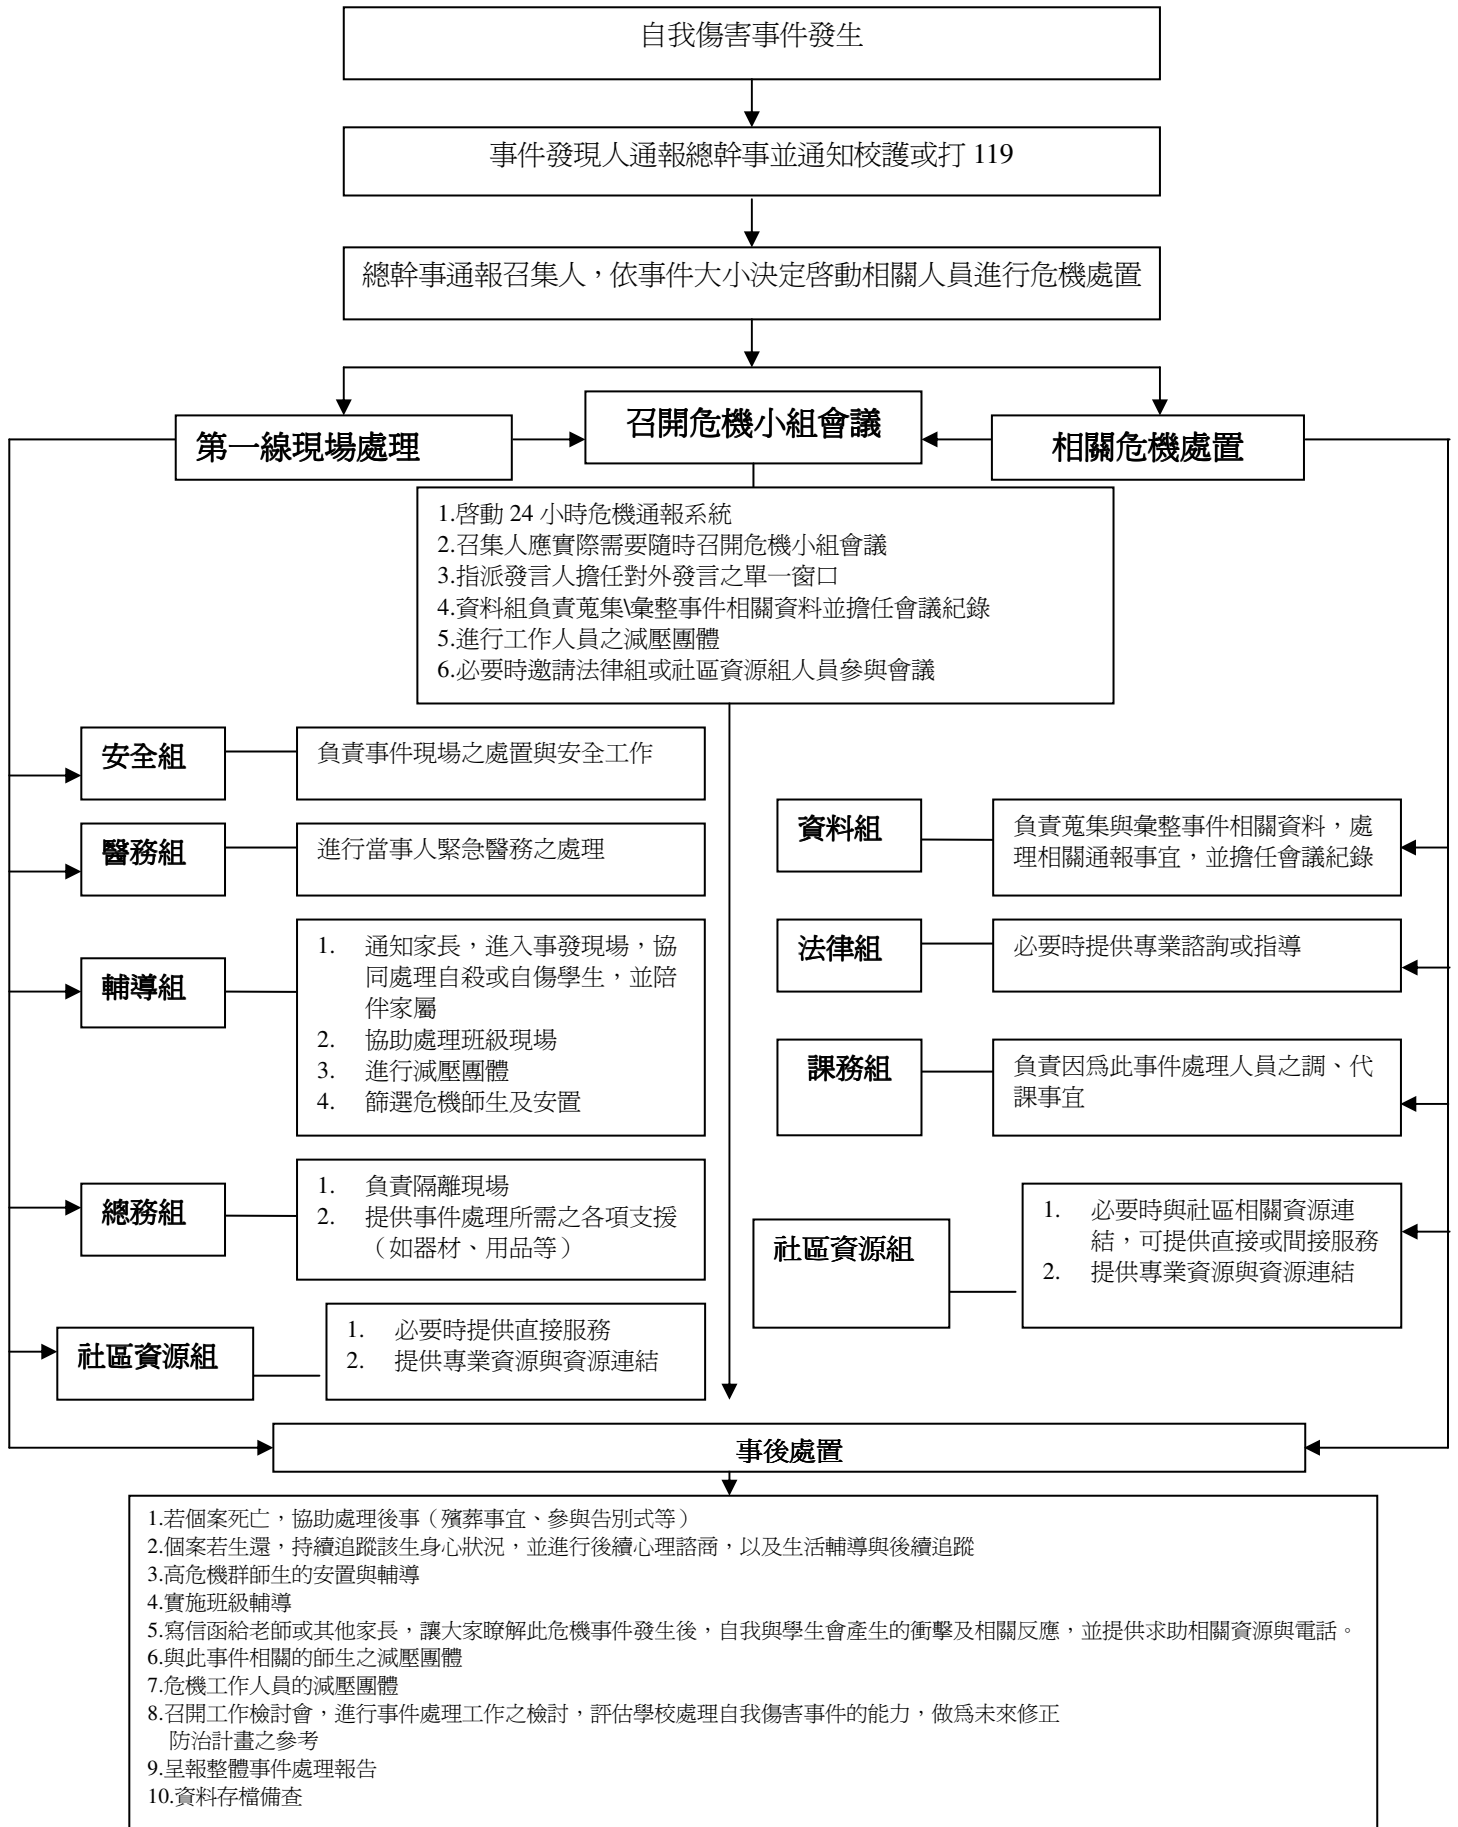 自我傷害事件發生
事件發現人通報總幹事並通知校護或打 119
總幹事通報召集人，依事件大小決定啓動相關人員進行危機處置
第一線現場處理
召開危機小組會議
相關危機處置
1.啓動 24 小時危機通報系統
2.召集人應實際需要隨時召開危機小組會議
3.指派發言人擔任對外發言之單一窗口
4.資料組負責蒐集\彙整事件相關資料並擔任會議紀錄
5.進行工作人員之減壓團體
6.必要時邀請法律組或社區資源組人員參與會議
安全組
負責事件現場之處置與安全工作
醫務組
進行當事人緊急醫務之處理
輔導組
1. 通知家長，進入事發現場，協
同處理自殺或自傷學生，並陪
伴家屬
2. 協助處理班級現場
3. 進行減壓團體
4. 篩選危機師生及安置
總務組
1. 負責隔離現場
2. 提供事件處理所需之各項支援
（如器材、用品等）
社區資源組
1. 必要時提供直接服務
2. 提供專業資源與資源連結
資料組
負責蒐集與彙整事件相關資料，處
理相關通報事宜，並擔任會議紀錄
法律組
必要時提供專業諮詢或指導
課務組
負責因爲此事件處理人員之調、代
課事宜
社區資源組
1. 必要時與社區相關資源連
結，可提供直接或間接服務
2. 提供專業資源與資源連結
事後處置
1.若個案死亡，協助處理後事（殯葬事宜、參與告別式等）
2.個案若生還，持續追蹤該生身心狀況，並進行後續心理諮商，以及生活輔導與後續追蹤
3.高危機群師生的安置與輔導
4.實施班級輔導
5.寫信函給老師或其他家長，讓大家瞭解此危機事件發生後，自我與學生會產生的衝擊及相關反應，並提供求助相關資源與電話。
6.與此事件相關的師生之減壓團體
7.危機工作人員的減壓團體
8.召開工作檢討會，進行事件處理工作之檢討，評估學校處理自我傷害事件的能力，做爲未來修正
防治計畫之參考
9.呈報整體事件處理報告
10.資料存檔備查